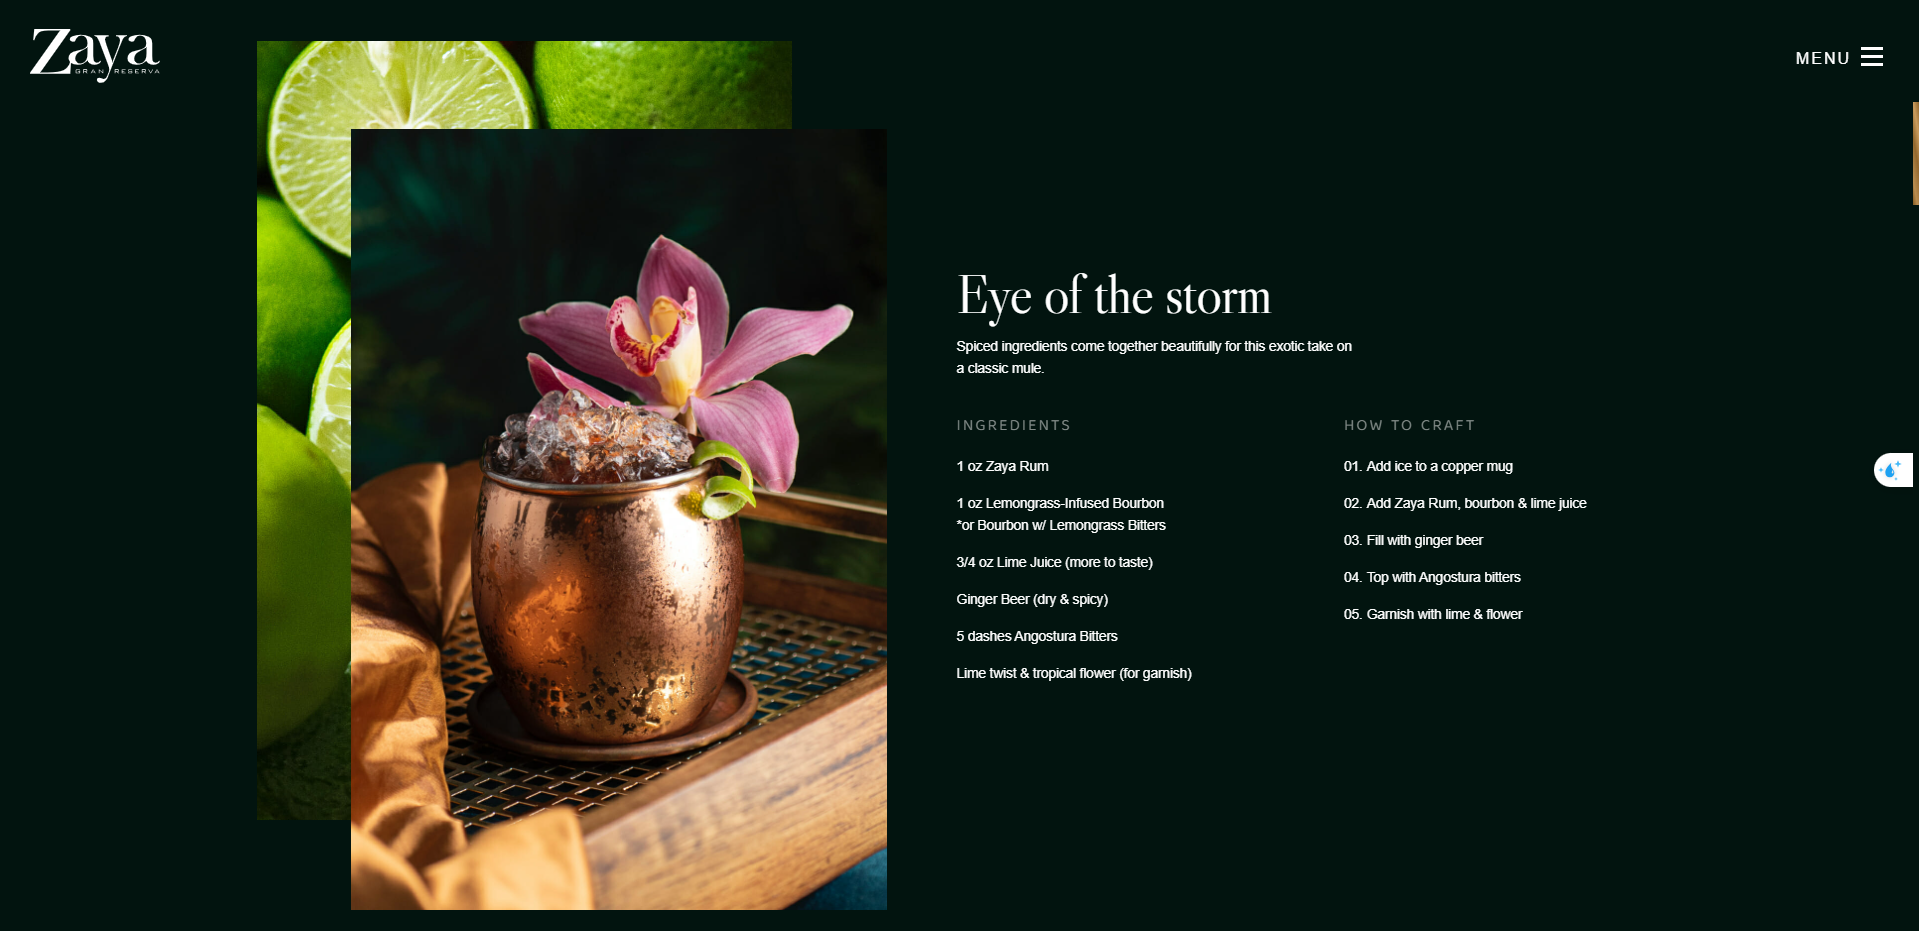 Zaya
GRAN RESERVA
MENU
Eye of the storm
Spiced ingredients come together beautifully for this exotic take on
a classic mule.
INGREDIENTS
1 oz Zaya Rum
1 oz Lemongrass-Infused Bourbon
*or Bourbon w/ Lemongrass Bitters
3/4 oz Lime Juice (more to taste)
Ginger Beer (dry & spicy)
5 dashes Angostura Bitters
Lime twist & tropical flower (for garnish)
HOW TO CRAFT
01. Add ice to a copper mug
02. Add Zaya Rum, bourbon & lime juice
03. Fill with ginger beer
04. Top with Angostura bitters
05. Garnish with lime & flower